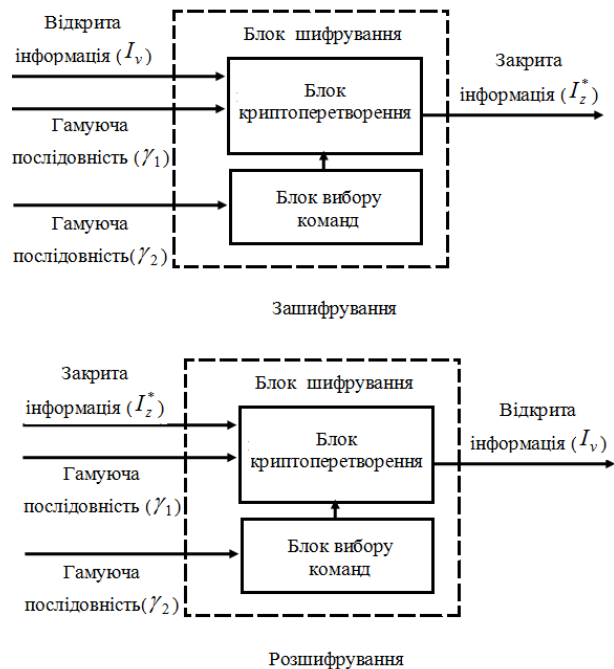 Відкрита
інформація (I_v)
Блок шифрування
Блок
криптоперетворення
Закрита
інформація (I_z^*)
Гамуюча
послідовність (γ_1)
Блок вибору
команд
Гамуюча
послідовність(γ_2)
Зашифрування
Закрита
інформація (I_z^*)
Блок шифрування
Блок
криптоперетворення
Відкрита
інформація (I_v)
Гамуюча
послідовність (γ_1)
Блок вибору
команд
Гамуюча
послідовність(γ_2)
Розшифрування